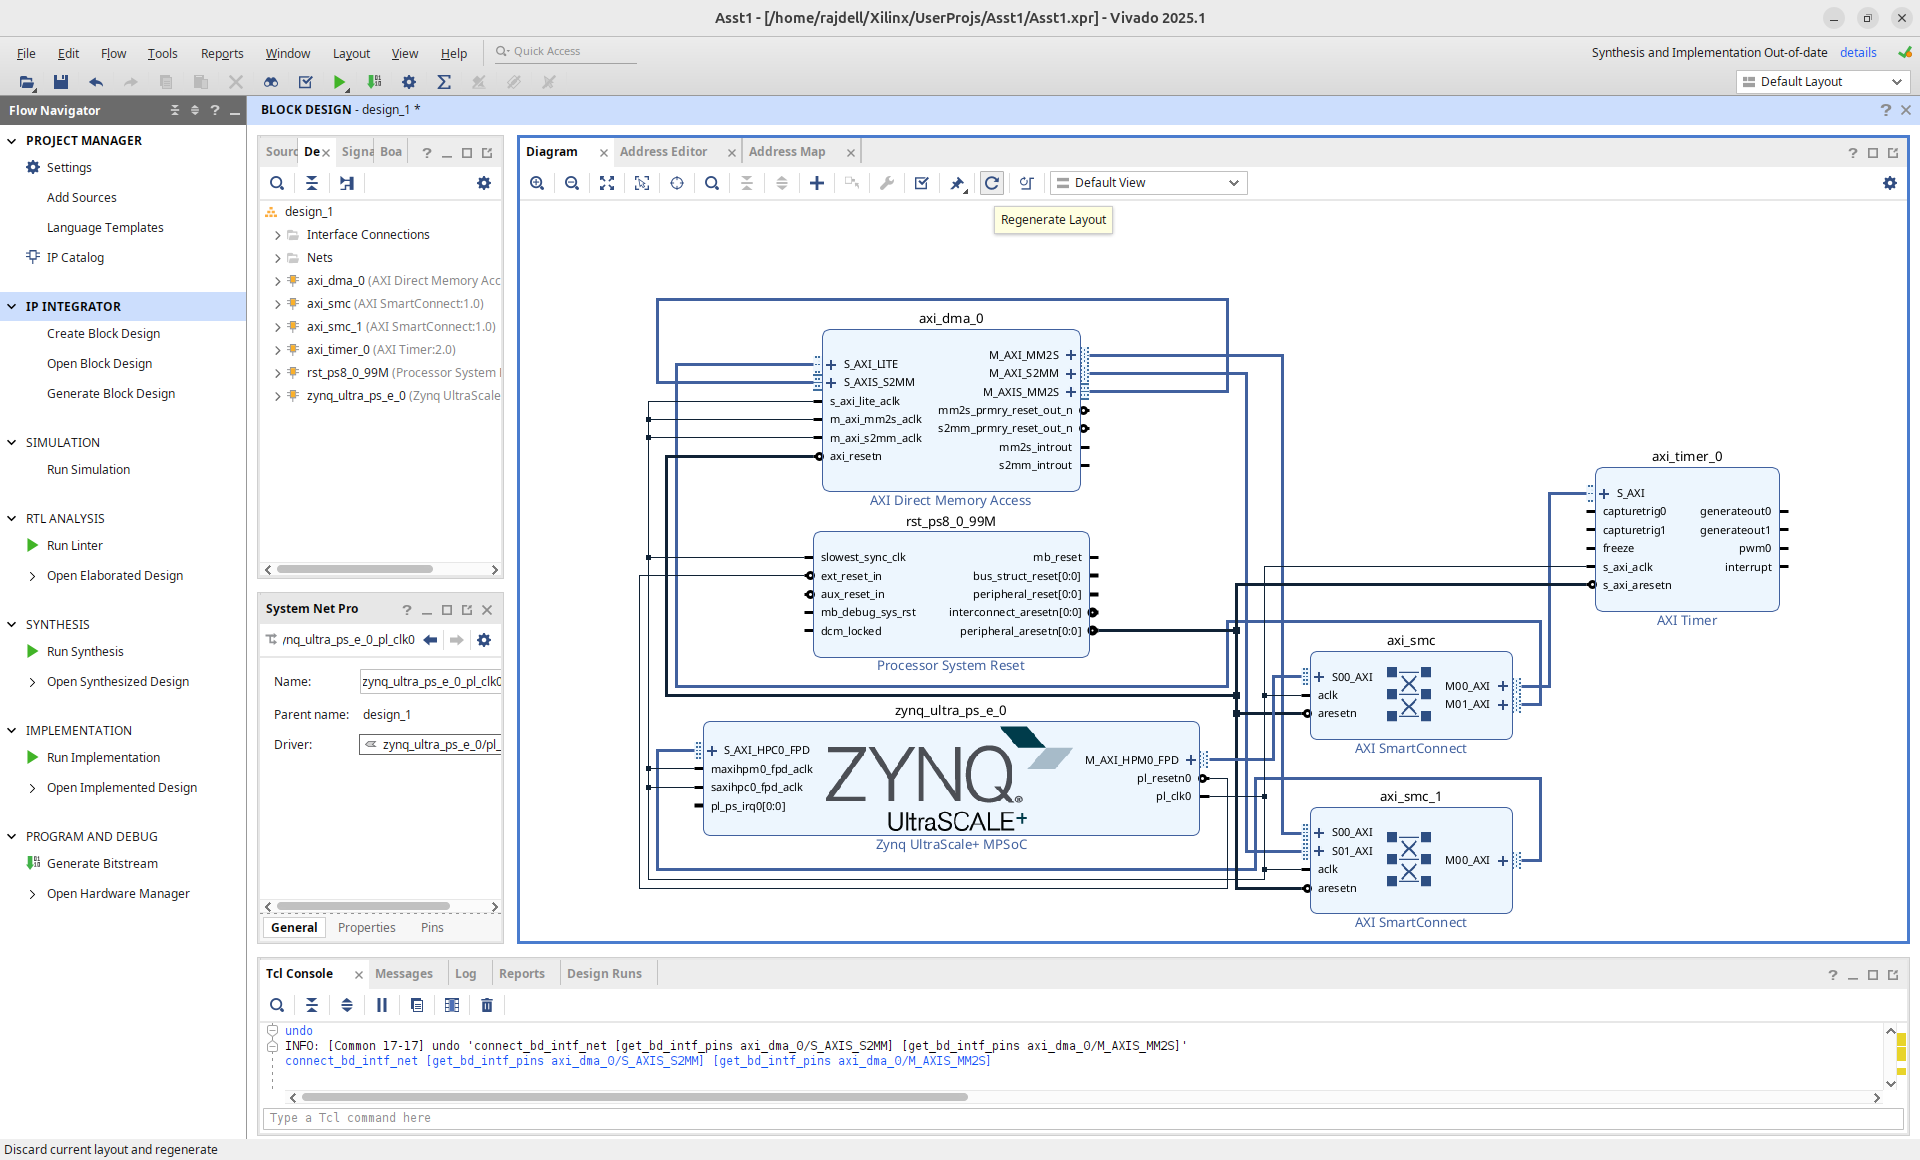 Asst1 - [/home/rajdell/Xilinx/UserProjs/Asst1/Asst1.xpr] - Vivado 2025.1
File Edit Flow Tools Reports Window Layout View Help Quick Access
Synthesis and Implementation Out-of-date details
Default Layout
Flow Navigator
PROJECT MANAGER
Settings
Add Sources
Language Templates
IP Catalog
IP INTEGRATOR
Create Block Design
Open Block Design
Generate Block Design
SIMULATION
Run Simulation
RTL ANALYSIS
Run Linter
Open Elaborated Design
SYNTHESIS
Run Synthesis
Open Synthesized Design
IMPLEMENTATION
Run Implementation
Open Implemented Design
PROGRAM AND DEBUG
Generate Bitstream
Open Hardware Manager
BLOCK DESIGN - design_1 *
Sourc De Signa Boa
design_1
Interface Connections
Nets
axi_dma_0 (AXI Direct Memory Acc
axi_smc (AXI SmartConnect:1.0)
axi_smc_1 (AXI SmartConnect:1.0)
axi_timer_0 (AXI Timer:2.0)
rst_ps8_0_99M (Processor System
zynq_ultra_ps_e_0 (Zynq UltraScale
System Net Pro
/nq_ultra_ps_e_0_pl_clk0
Name: zynq_ultra_ps_e_0_pl_clk0
Parent name: design_1
Driver: zynq_ultra_ps_e_0/pl_
General Properties Pins
Diagram Address Editor Address Map
Default View
Regenerate Layout
axi_dma_0
S_AXI_LITE
S_AXIS_S2MM
s_axi_lite_aclk
m_axi_mm2s_aclk
m_axi_s2mm_aclk
axi_resetn
M_AXI_MM2S
M_AXI_S2MM
M_AXIS_MM2S
mm2s_prmry_reset_out_n
s2mm_prmry_reset_out_n
mm2s_introut
s2mm_introut
AXI Direct Memory Access
rst_ps8_0_99M
slowest_sync_clk
ext_reset_in
aux_reset_in
mb_debug_sys_rst
dcm_locked
mb_reset
bus_struct_reset[0:0]
peripheral_reset[0:0]
interconnect_aresetn[0:0]
peripheral_aresetn[0:0]
Processor System Reset
zynq_ultra_ps_e_0
S_AXI_HPC0_FPD
maxihpm0_fpd_aclk
saxihpc0_fpd_aclk
pl_ps_irq0[0:0]
ZYNQ
UltraSCALE+
M_AXI_HPM0_FPD
pl_resetn0
pl_clk0
Zynq UltraScale+ MPSoC
axi_timer_0
S_AXI
capturetrig0
capturetrig1
freeze
s_axi_aclk
s_axi_aresetn
generateout0
generateout1
pwm0
interrupt
AXI Timer
axi_smc
S00_AXI
aclk
aresetn
M00_AXI
M01_AXI
AXI SmartConnect
axi_smc_1
S00_AXI
S01_AXI
aclk
aresetn
M00_AXI
AXI SmartConnect
Tcl Console Messages Log Reports Design Runs
undo
INFO: [Common 17-17] undo 'connect_bd_intf_net [get_bd_intf_pins axi_dma_0/S_AXIS_S2MM] [get_bd_intf_pins axi_dma_0/M_AXIS_MM2S]'
connect_bd_intf_net [get_bd_intf_pins axi_dma_0/S_AXIS_S2MM] [get_bd_intf_pins axi_dma_0/M_AXIS_MM2S]
Type a Tcl command here
Discard current layout and regenerate